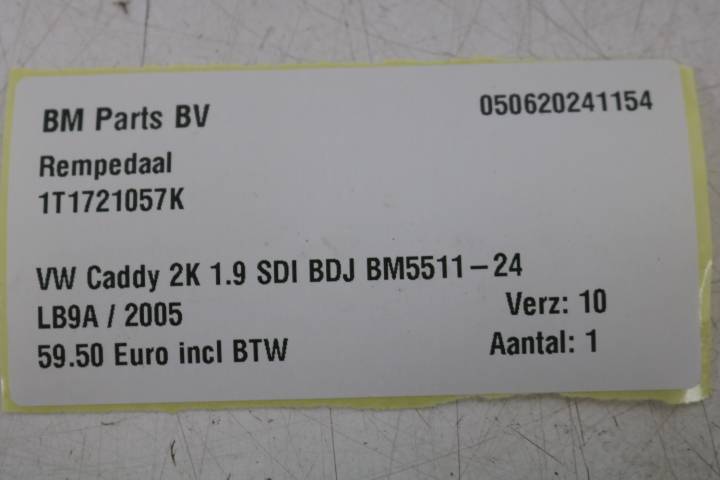 BM Parts BV 050620241154
Rempedaal
1T1721057K
VW Caddy 2K 1.9 SDI BDJ BM5511-24
LB9A / 2005 Verz: 10
59.50 Euro incl BTW Aantal: 1